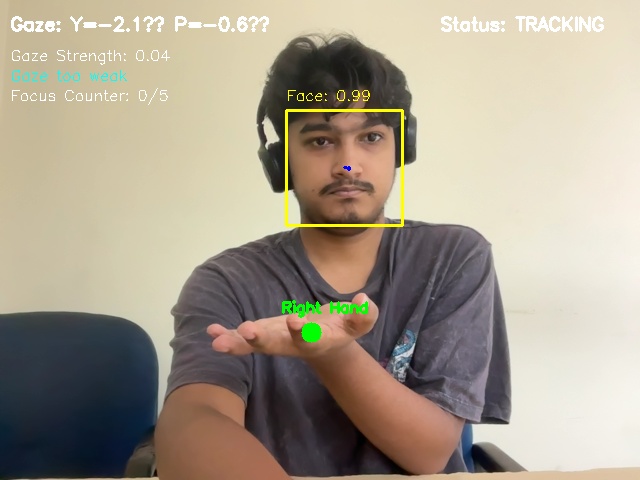 Gaze: Y=-2.1?? P=-0.6??
Status: TRACKING
Gaze Strength: 0.04
Gaze too weak
Focus Counter: 0/5
Face: 0.99
Right Hand